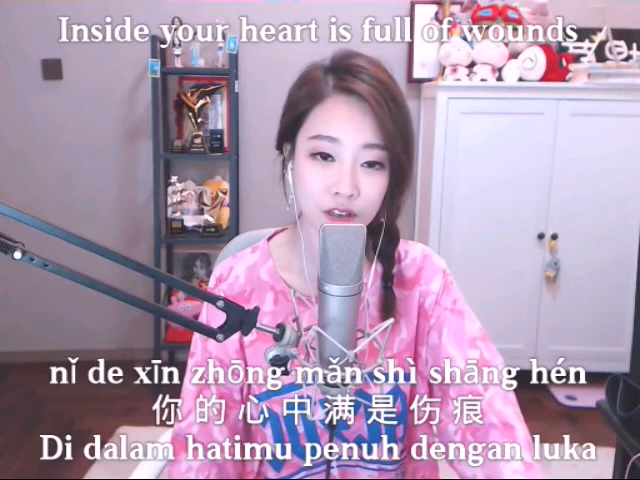 Inside your heart is full of wounds
nǐ de xīn zhōng mǎn shì shāng hén
你的心中满是伤痕
Di dalam hatimu penuh dengan luka